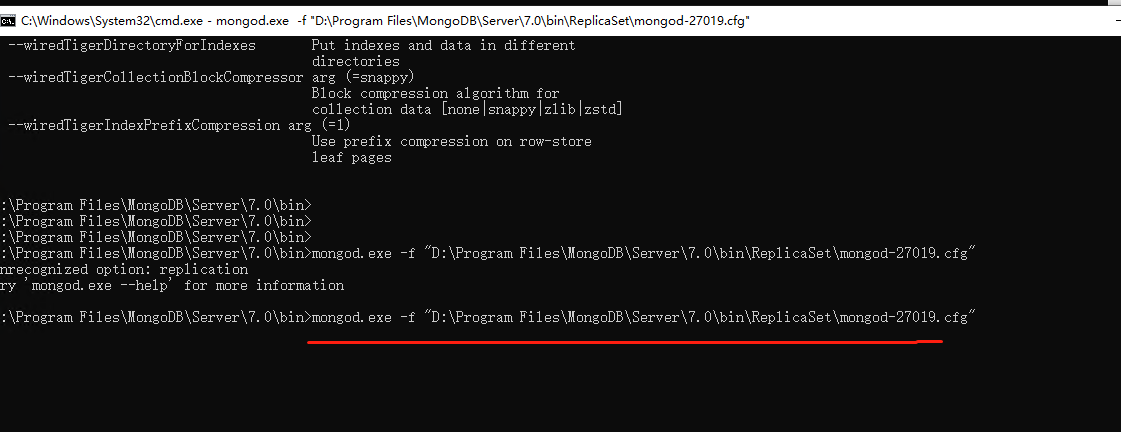 C:\Windows\System32\cmd.exe - mongod.exe  -f "D:\Program Files\MongoDB\Server\7.0\bin\ReplicaSet\mongod-27019.cfg"
--wiredTigerDirectoryForIndexes Put indexes and data in different
directories
--wiredTigerCollectionBlockCompressor arg (=snappy)
Block compression algorithm for
collection data [none|snappy|zlib|zstd]
--wiredTigerIndexPrefixCompression arg (=1)
Use prefix compression on row-store
leaf pages
:\Program Files\MongoDB\Server\7.0\bin>
:\Program Files\MongoDB\Server\7.0\bin>
:\Program Files\MongoDB\Server\7.0\bin>
:\Program Files\MongoDB\Server\7.0\bin>mongod.exe -f "D:\Program Files\MongoDB\Server\7.0\bin\ReplicaSet\mongod-27019.cfg"
nrecognized option: replication
ry 'mongod.exe --help' for more information
:\Program Files\MongoDB\Server\7.0\bin>mongod.exe -f "D:\Program Files\MongoDB\Server\7.0\bin\ReplicaSet\mongod-27019.cfg"